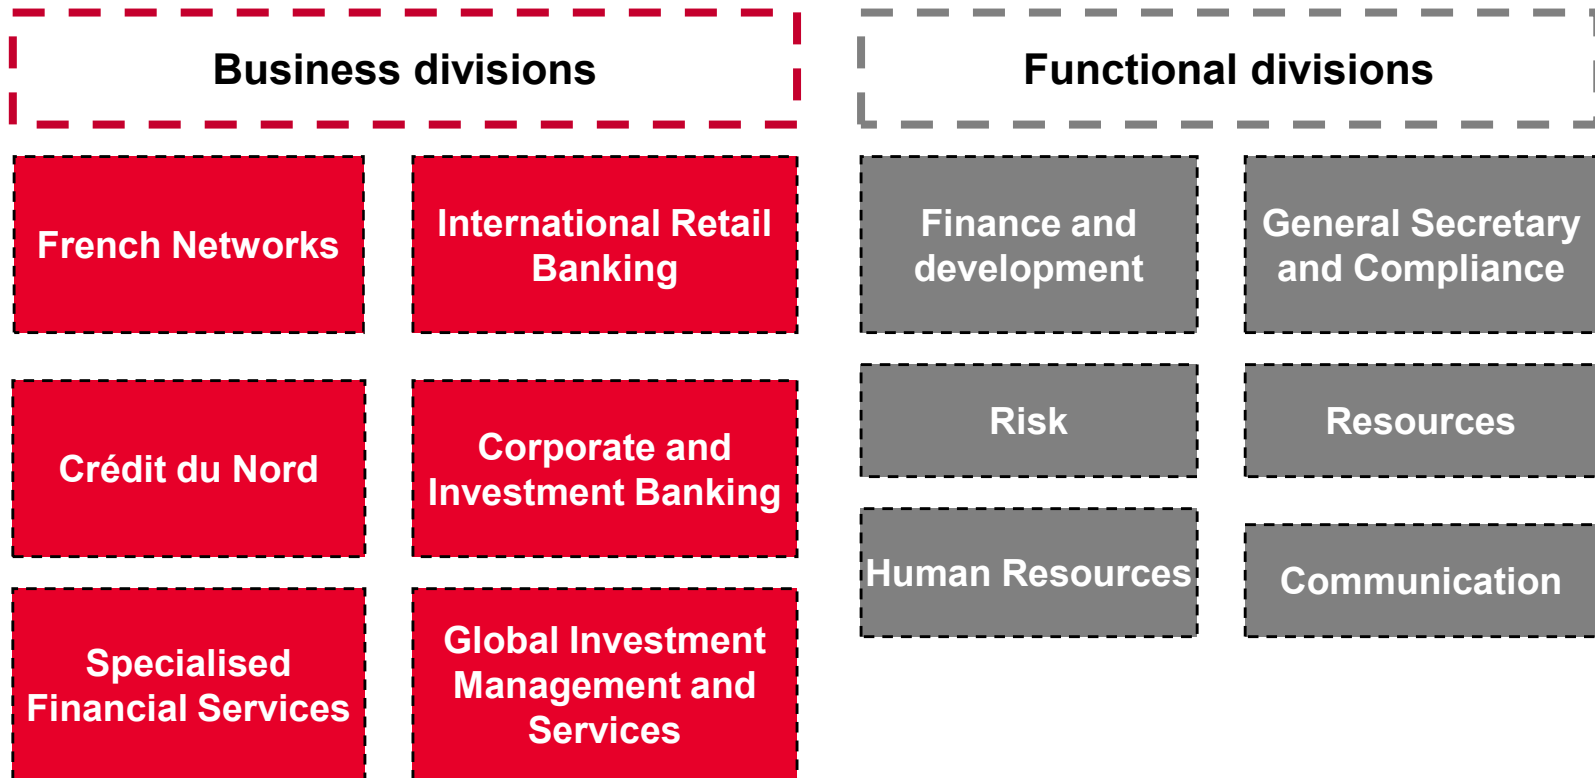 Business divisions
Functional divisions
French Networks
International Retail
Banking
Crédit du Nord
Corporate and
Investment Banking
Specialised
Financial Services
Global Investment
Management and
Services
Finance and
development
General Secretary
and Compliance
Risk
Resources
Human Resources
Communication